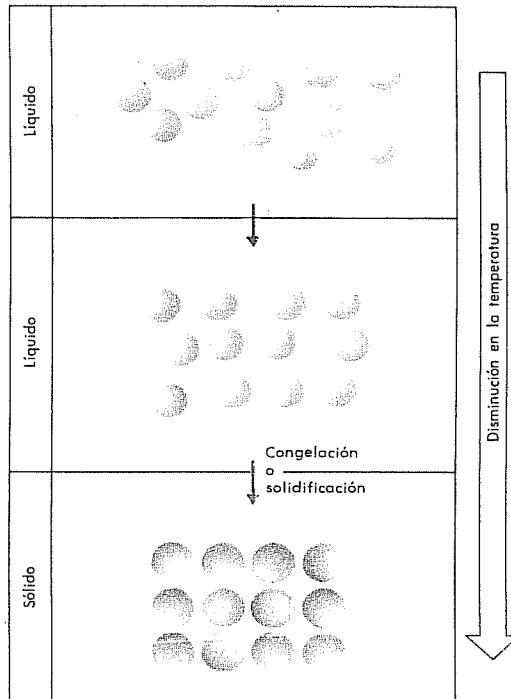 Líquido
Líquido
Congelación
o
solidificación
Sólido
Disminución en la temperatura